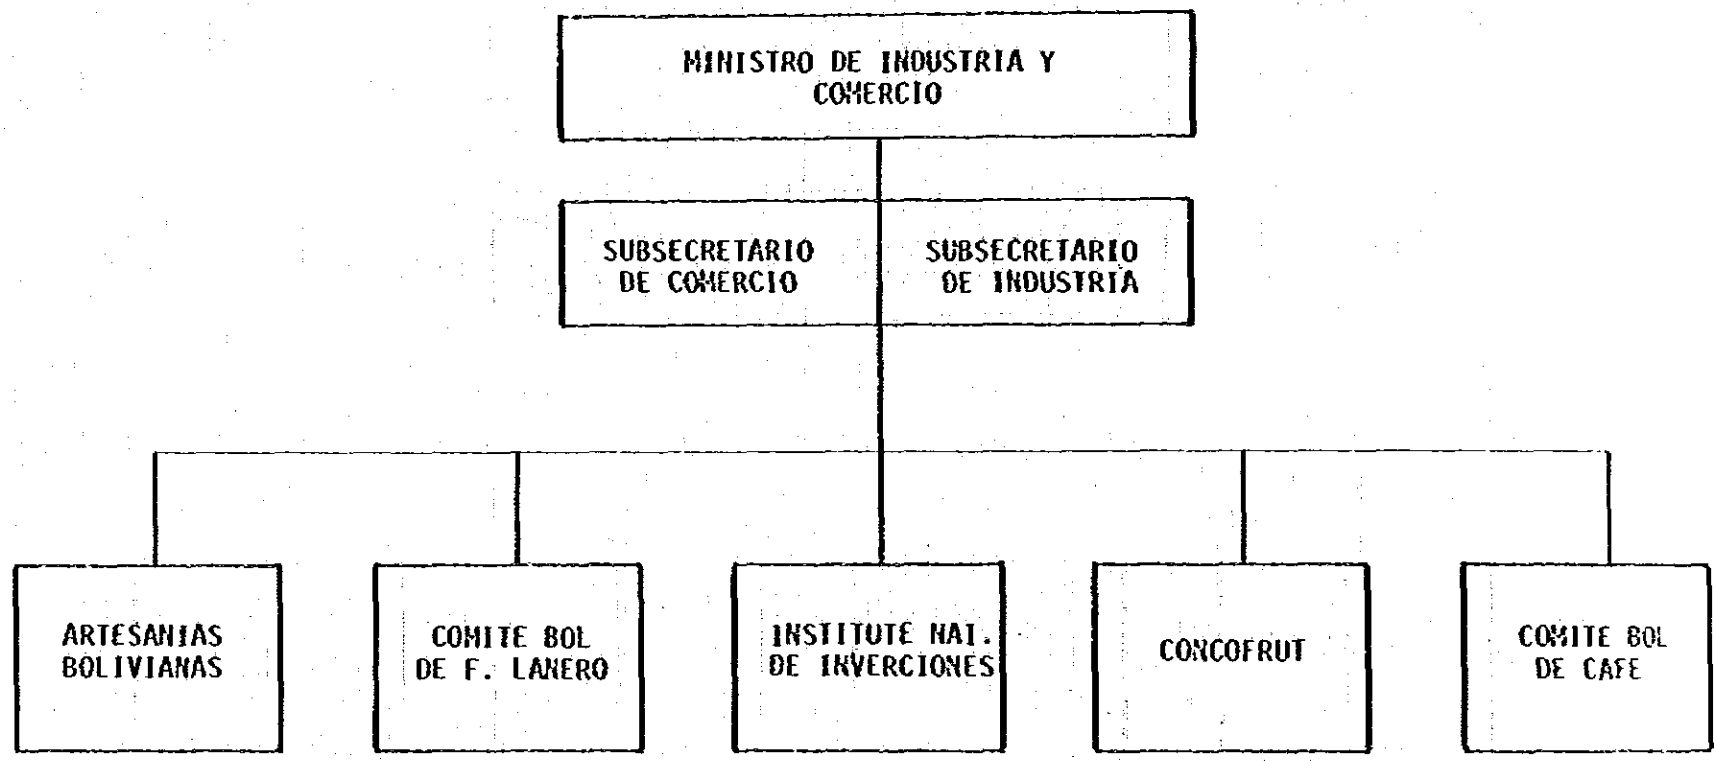 MINISTRO DE INDUSTRIA Y
COMERCIO
SUBSECRETARIO
DE COMERCIO
SUBSECRETARIO
DE INDUSTRIA
ARTESANIAS
BOLIVIANAS
COMITE BOL
DE F. LANERO
INSTITUTE NAI.
DE INVERCIONES
CONCOFRUT
COMITE BOL
DE CAFE